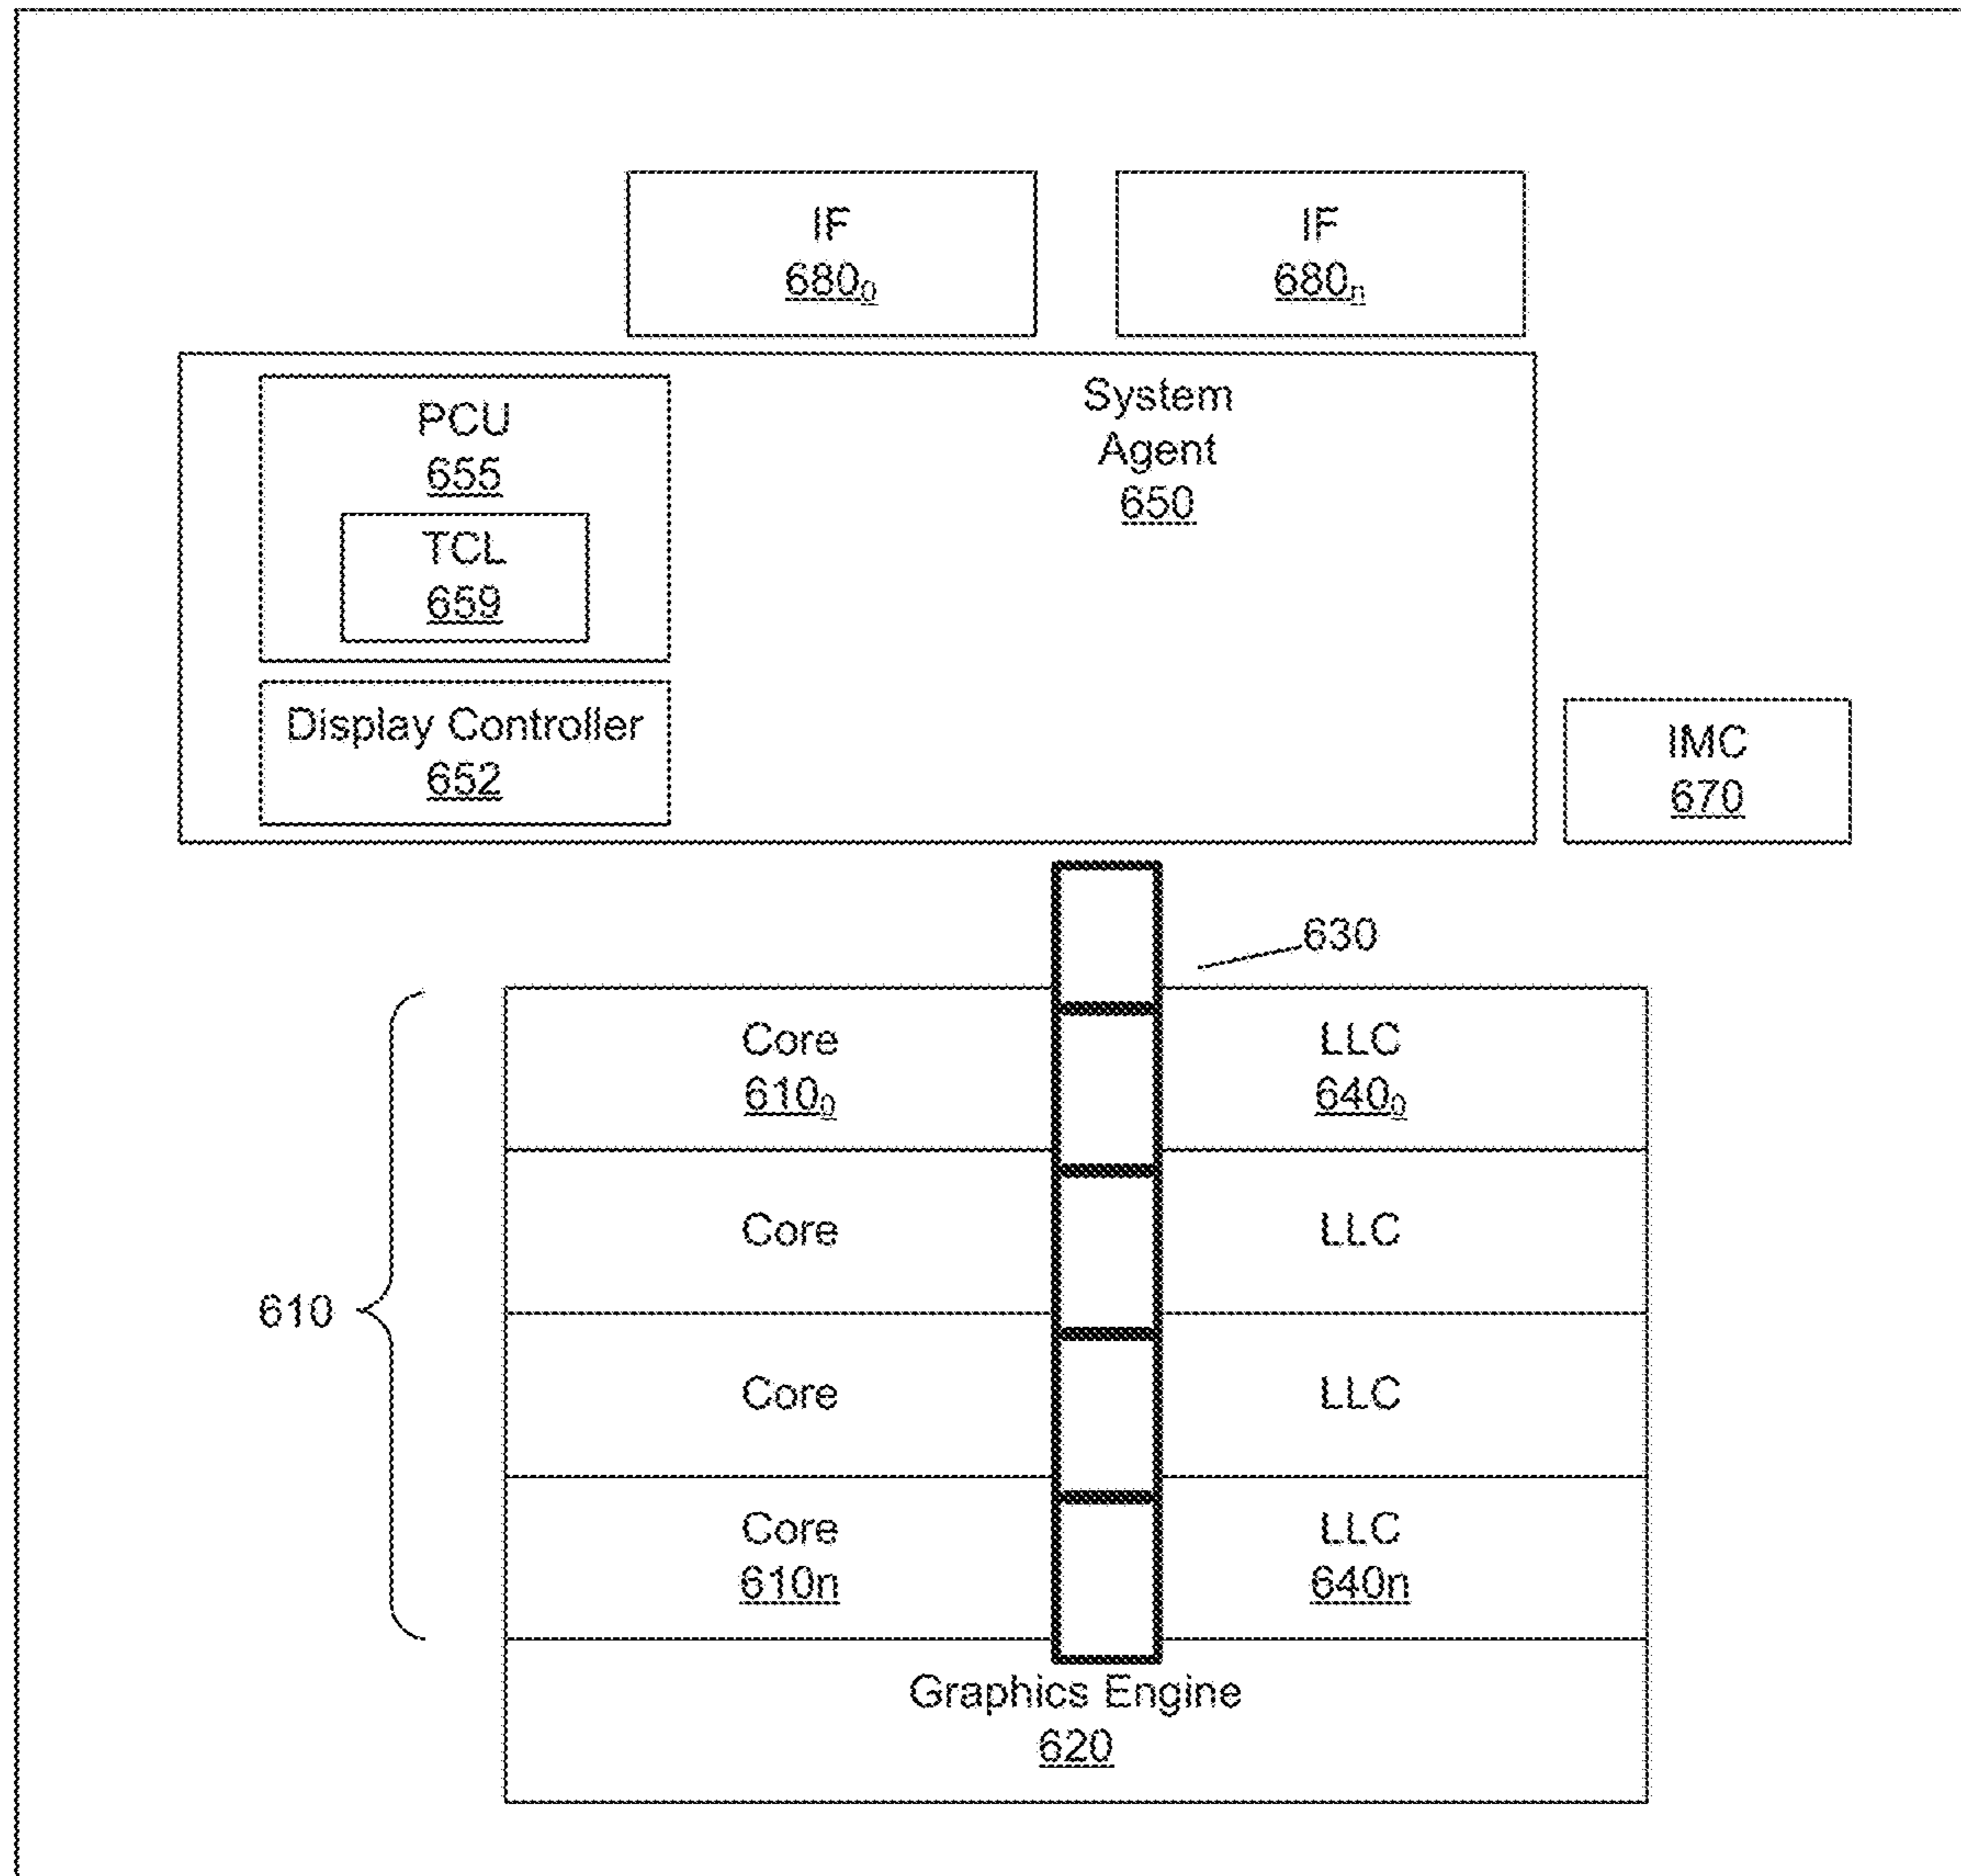 IF
680₀
IF
680ₙ
System
Agent
650
PCU
655
TCL
659
Display Controller
652
IMC
670
630
Core
610₀
LLC
640₀
Core
LLC
610
Core
LLC
Core
610n
LLC
640n
Graphics Engine
620